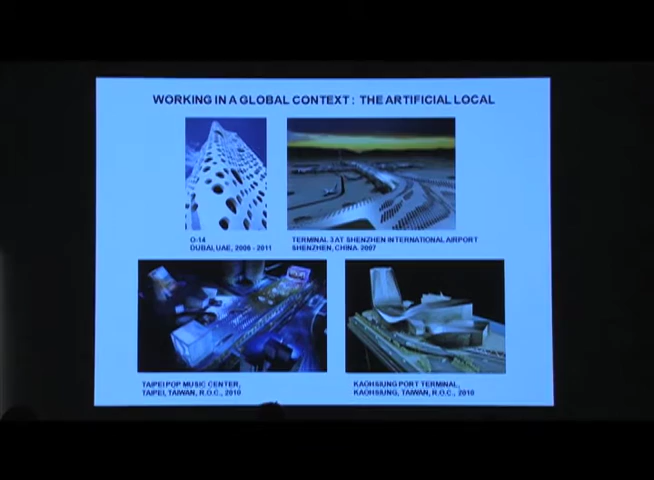 WORKING IN A GLOBAL CONTEXT : THE ARTIFICIAL LOCAL
O-14
DUBAI, UAE, 2006 - 2011
TERMINAL 3 AT SHENZHEN INTERNATIONAL AIRPORT
SHENZHEN, CHINA. 2007
TAIPEI POP MUSIC CENTER,
TAIPEI, TAIWAN, R.O.C., 2010
KAOHSIUNG PORT TERMINAL,
KAOHSIUNG, TAIWAN, R.O.C., 2010